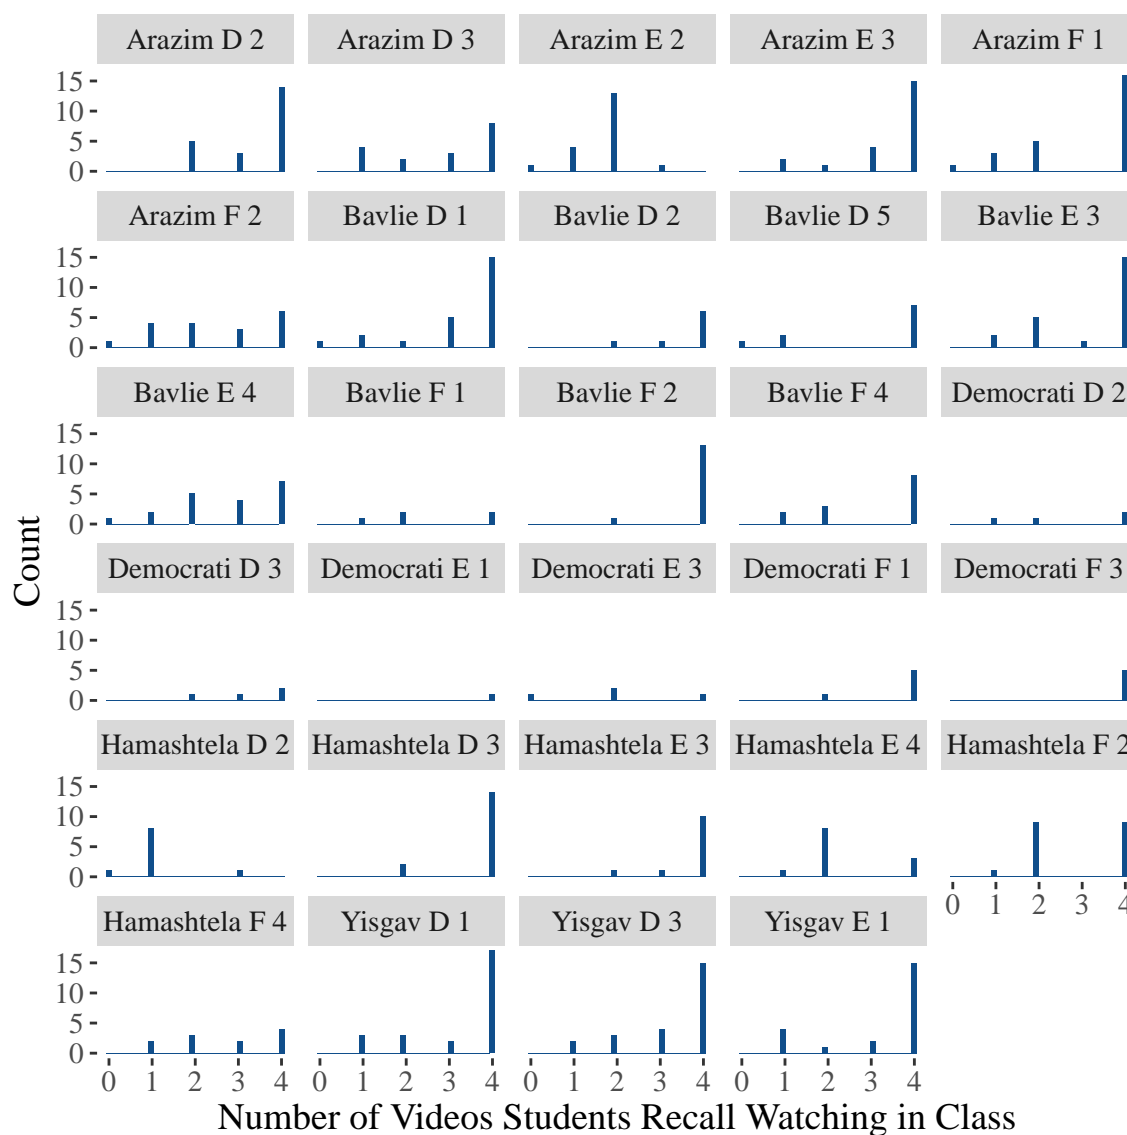 Arazim D 2 Arazim D 3 Arazim E 2 Arazim E 3 Arazim F 1
15
10
5
0
Arazim F 2 Bavlie D 1 Bavlie D 2 Bavlie D 5 Bavlie E 3
15
10
5
0
Bavlie E 4 Bavlie F 1 Bavlie F 2 Bavlie F 4 Democrati D 2
15
10
5
0
Count
Democrati D 3 Democrati E 1 Democrati E 3 Democrati F 1 Democrati F 3
15
10
5
0
Hamashtela D 2 Hamashtela D 3 Hamashtela E 3 Hamashtela E 4 Hamashtela F 2
15
10
5
0
0 1 2 3 4
Hamashtela F 4 Yisgav D 1 Yisgav D 3 Yisgav E 1
15
10
5
0
0 1 2 3 4 0 1 2 3 4 0 1 2 3 4 0 1 2 3 4
Number of Videos Students Recall Watching in Class